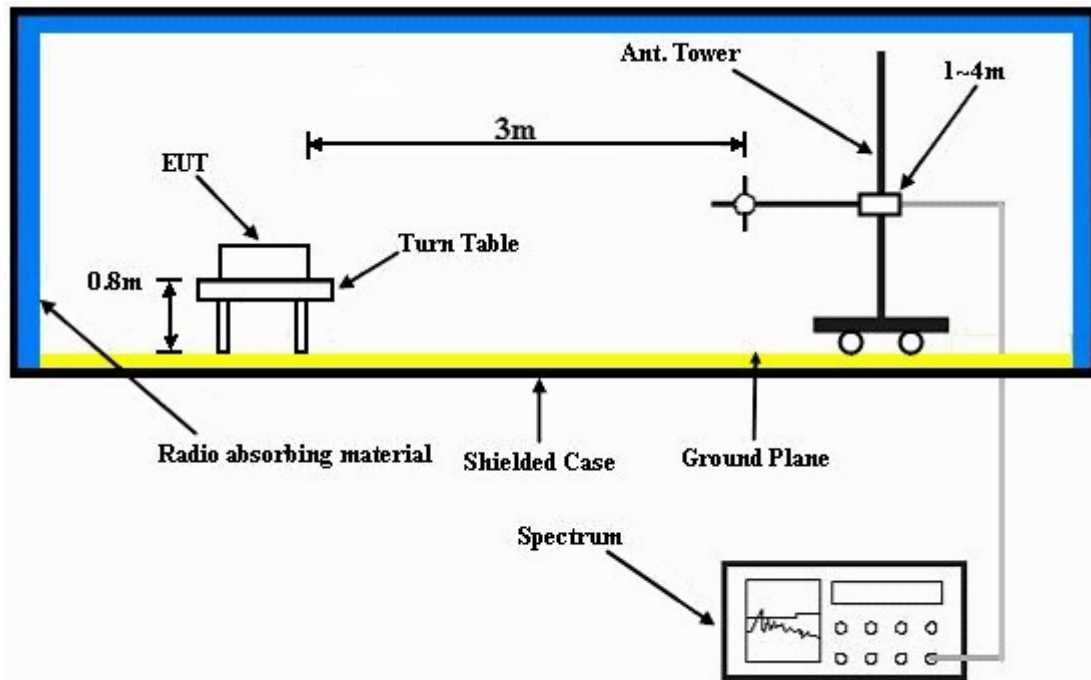 Ant. Tower
1~4m
3m
EUT
Turn Table
0.8m
Radio absorbing material
Shielded Case
Ground Plane
Spectrum